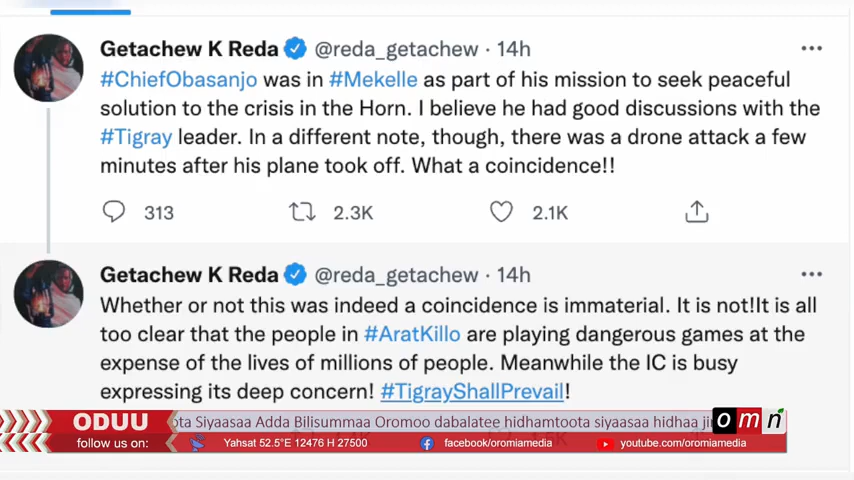 Getachew K Reda @reda_getachew · 14h
#ChiefObasanjo was in #Mekelle as part of his mission to seek peaceful
solution to the crisis in the Horn. I believe he had good discussions with the
#Tigray leader. In a different note, though, there was a drone attack a few
minutes after his plane took off. What a coincidence!!
313 2.3K 2.1K
Getachew K Reda @reda_getachew · 14h
Whether or not this was indeed a coincidence is immaterial. It is not!It is all
too clear that the people in #AratKillo are playing dangerous games at the
expense of the lives of millions of people. Meanwhile the IC is busy
expressing its deep concern! #TigrayShallPrevail!
ODUU
Siyaasaa Adda Bilisummaa Oromoo dabalatee hidhamtoota siyaasaa hidhaa
omn
follow us on: Yahsat 52.5°E 12476 H 27500 facebook/oromiamedia youtube.com/oromiamedia